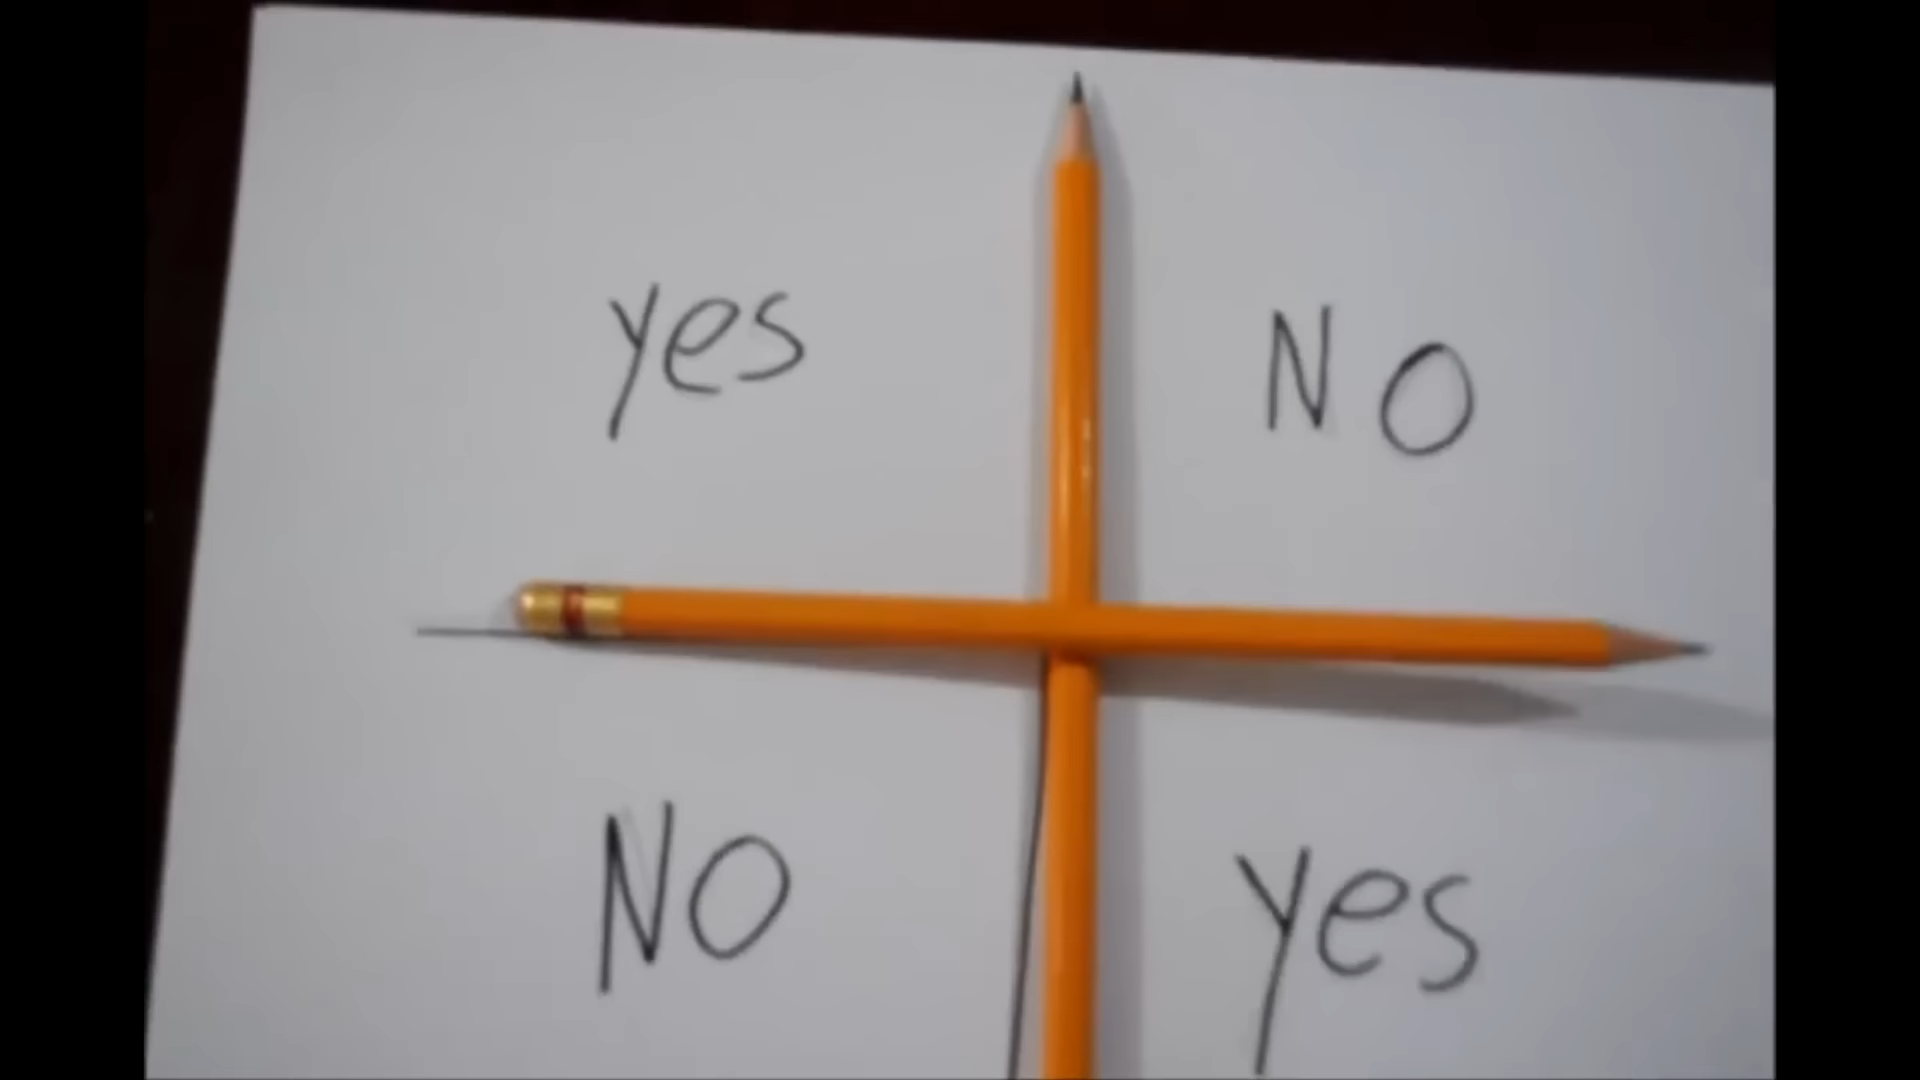 yes NO
NO yes